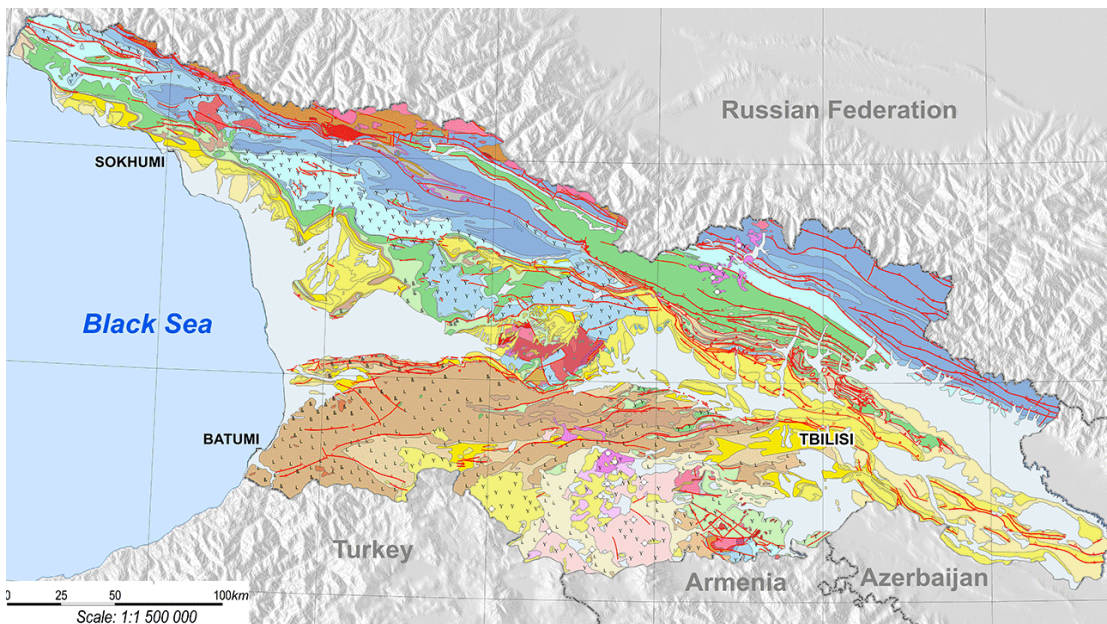 Russian Federation
SOKHUMI
Black Sea
BATUMI
TBILISI
Turkey
Armenia
Azerbaijan
0 25 50 100km
Scale: 1:1 500 000